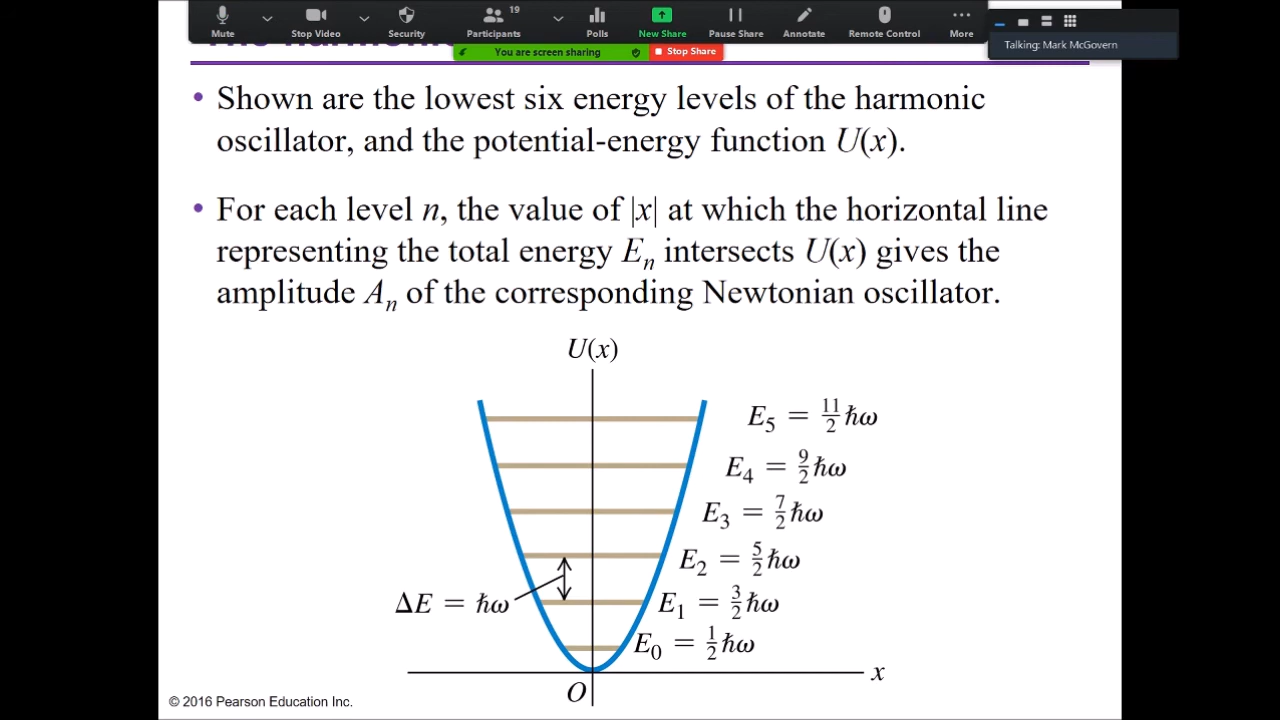 19
Mute
Stop Video
Security
Participants
Polls
New Share
Pause Share
Annotate
Remote Control
More
Talking: Mark McGovern
You are screen sharing
Stop Share
• Shown are the lowest six energy levels of the harmonic
oscillator, and the potential-energy function U(x).
• For each level n, the value of |x| at which the horizontal line
representing the total energy Eₙ intersects U(x) gives the
amplitude Aₙ of the corresponding Newtonian oscillator.
U(x)
E₅ = 11/2 ħω
E₄ = 9/2 ħω
E₃ = 7/2 ħω
E₂ = 5/2 ħω
ΔE = ħω
E₁ = 3/2 ħω
E₀ = 1/2 ħω
x
O
© 2016 Pearson Education Inc.